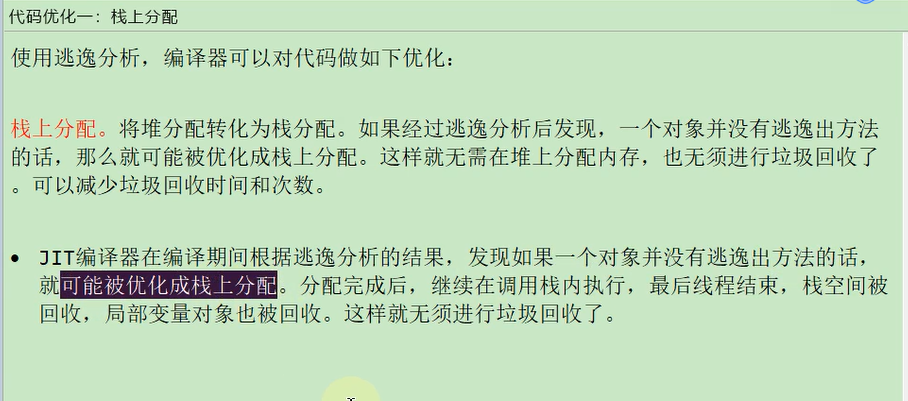 代码优化一：栈上分配
使用逃逸分析，编译器可以对代码做如下优化：
栈上分配。将堆分配转化为栈分配。如果经过逃逸分析后发现，一个对象并没有逃逸出方法
的话，那么就可能被优化成栈上分配。这样就无需在堆上分配内存，也无须进行垃圾回收了
。可以减少垃圾回收时间和次数。
• JIT编译器在编译期间根据逃逸分析的结果，发现如果一个对象并没有逃逸出方法的话，
就可能被优化成栈上分配。分配完成后，继续在调用栈内执行，最后线程结束，栈空间被
回收，局部变量对象也被回收。这样就无须进行垃圾回收了。